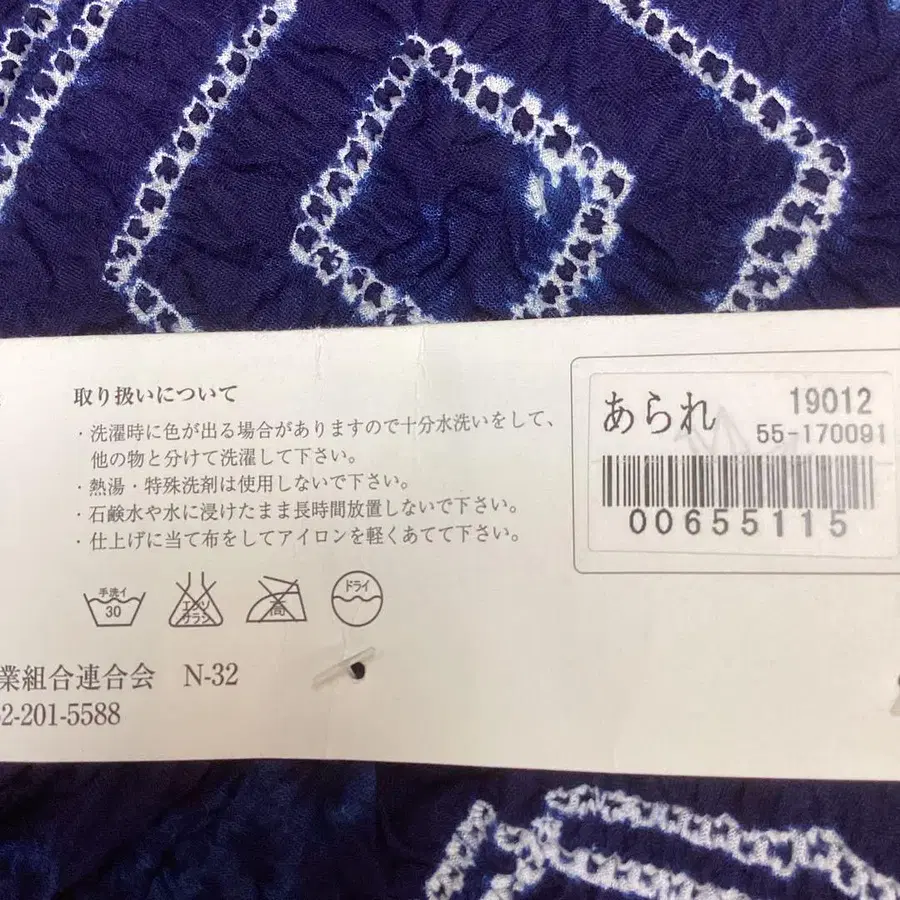 取り扱いについて
・洗濯時に色が出る場合がありますので十分水洗いをして、
他の物と分けて洗濯して下さい。
・熱湯・特殊洗剤は使用しないで下さい。
・石鹸水や水に浸けたまま長時間放置しないで下さい。
・仕上げに当て布をしてアイロンを軽くあてて下さい。
手洗イ
30
エンソ
サラシ
高
ドライ
業組合連合会 N-32
2-201-5588
あられ
19012
55-170091
00655115